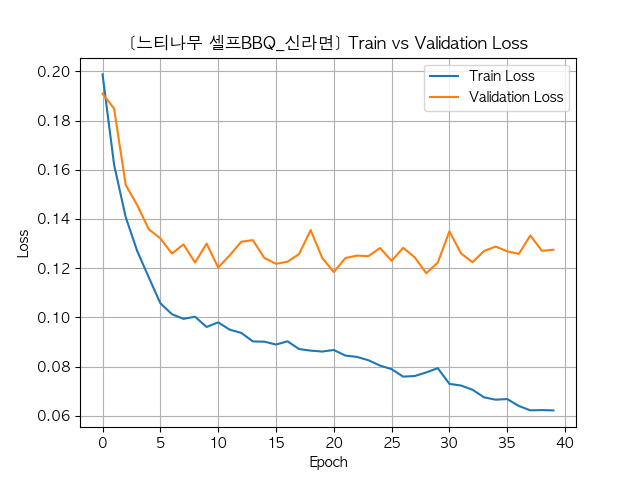 [느티나무 셀프BBQ_신라면] Train vs Validation Loss
Train Loss
Validation Loss
Loss
0.20
0.18
0.16
0.14
0.12
0.10
0.08
0.06
0 5 10 15 20 25 30 35 40
Epoch